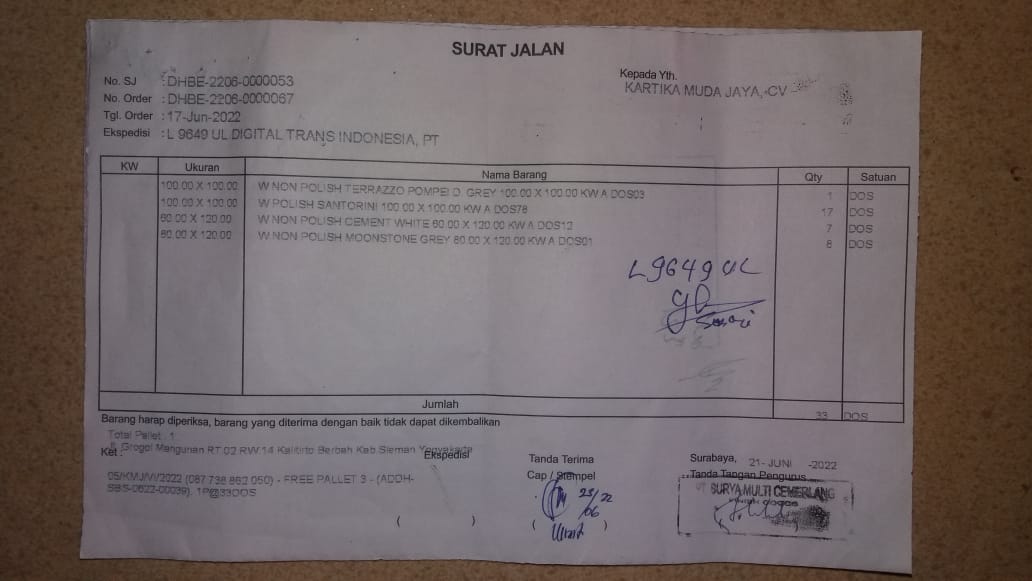 SURAT JALAN
No. SJ : DHBE-2206-0000053
No. Order : DHBE-2206-0000067
Tgl. Order : 17-Jun-2022
Ekspedisi : L 9649 UL DIGITAL TRANS INDONESIA, PT
Kepada Yth.
KARTIKA MUDA JAYA, CV
KW Ukuran Nama Barang Qty Satuan
100.00 X 100.00 W NON POLISH TERRAZZO POMPEI D. GREY 100.00 X 100.00 KW A DOS03 1 DOS
100.00 X 100.00 W POLISH SANTORINI 100.00 X 100.00 KW A DOS78 17 DOS
60.00 X 120.00 W NON POLISH CEMENT WHITE 60.00 X 120.00 KW A DOS12 7 DOS
60.00 X 120.00 W NON POLISH MOONSTONE GREY 60.00 X 120.00 KW A DOS01 8 DOS
L 9649 UL
Jumlah 33 DOS
Barang harap diperiksa, barang yang diterima dengan baik tidak dapat dikembalikan
Total Pallet : 1
Ket : Grogol Mangunan RT.02 RW.14 Kalitirto Berbah Kab.Sleman Yogyakarta
05/KMJ/VI/2022 (087 738 862 050) - FREE PALLET 3 - (ADDH-
SBS-0622-00039). 1P@33DOS
Ekspedisi
( )
Tanda Terima
Cap / Stempel
23/22
/06
( )
Surabaya, 21-JUNI -2022
Tanda Tangan Pengurus
PT SURYA MULTI CEMERLANG